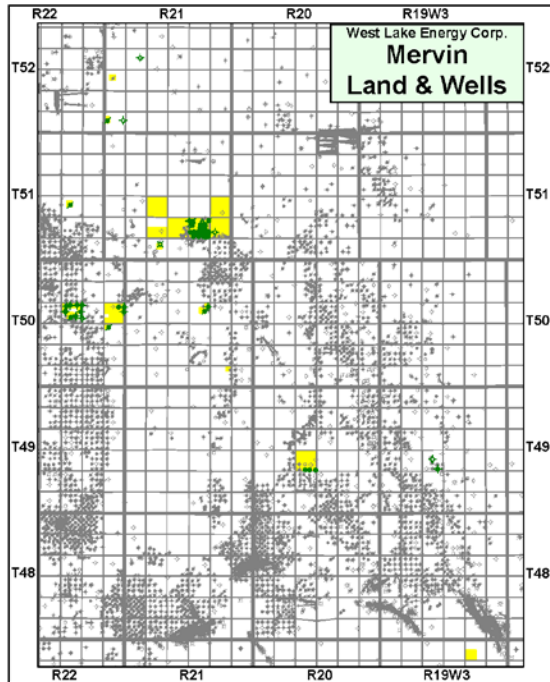 R22 R21 R20 R19W3
West Lake Energy Corp.
Mervin
Land & Wells
T52 T52
T51 T51
T50 T50
T49 T49
T48 T48
R22 R21 R20 R19W3